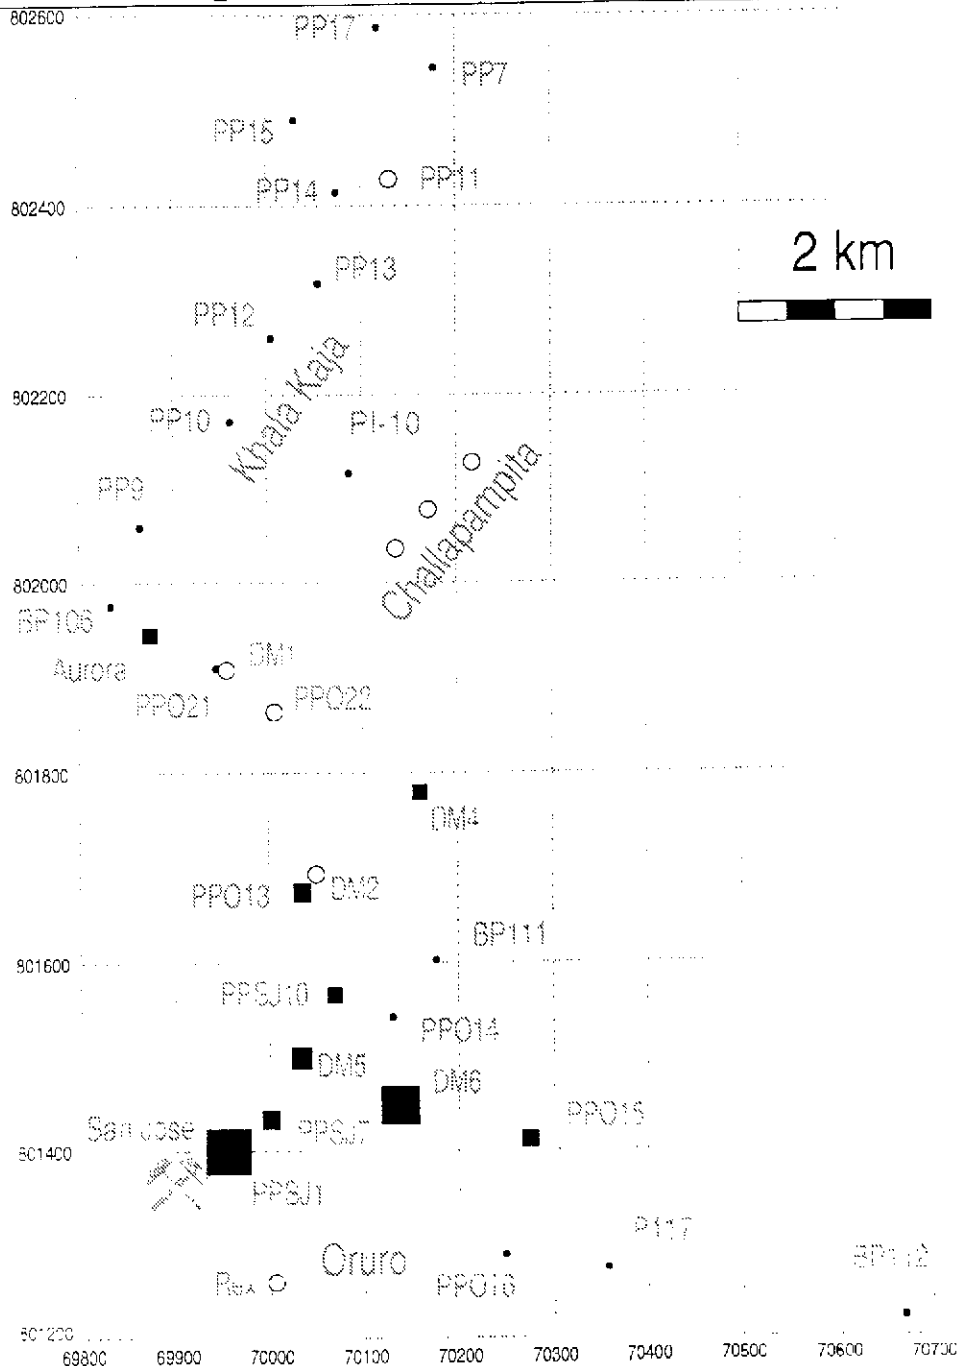 802600
PP17
PP7
PP15
PP14
PP11
802400
2 km
PP13
PP12
Khala Kaja
802200
PP10
PI-10
Challapampita
PP9
802000
BP106
Aurora
DM1
PPO21
PPO22
801800
DM4
PPO13
DM2
BP111
801600
PPSJ10
PPO14
DM5
DM6
San Jose
PPSJ7
PPO15
801400
PPSJ1
P117
Oruro
BP112
Rex
PPO16
801200
69800 69900 70000 70100 70200 70300 70400 70500 70600 70700